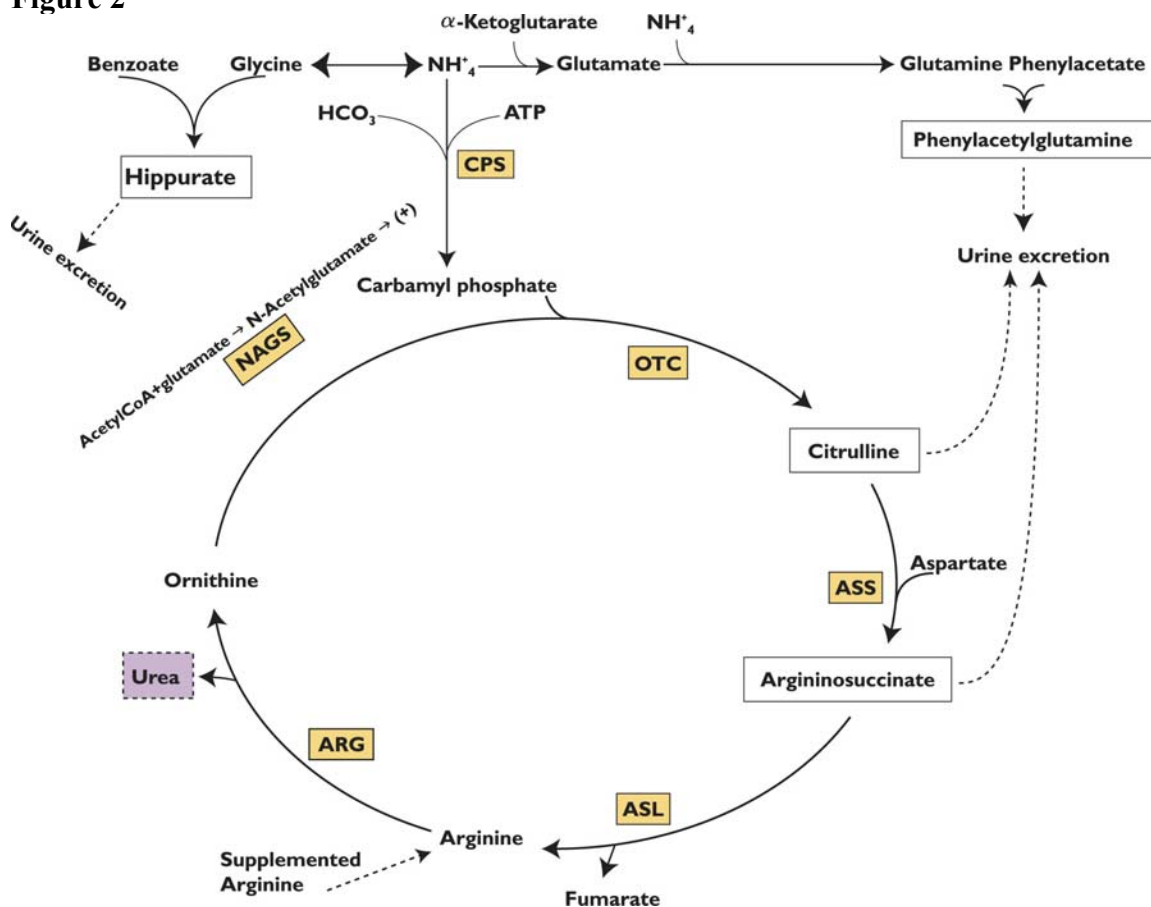 Figure 2
α-Ketoglutarate
NH⁺₄
Benzoate
Glycine
NH⁺₄
Glutamate
Glutamine Phenylacetate
HCO₃
ATP
CPS
Phenylacetylglutamine
Hippurate
Urine excretion
Urine excretion
AcetylCoA+glutamate → N-Acetylglutamate → (+)
NAGS
Carbamyl phosphate
OTC
Citrulline
Ornithine
Aspartate
ASS
Urea
Argininosuccinate
ARG
ASL
Arginine
Supplemented
Arginine
Fumarate